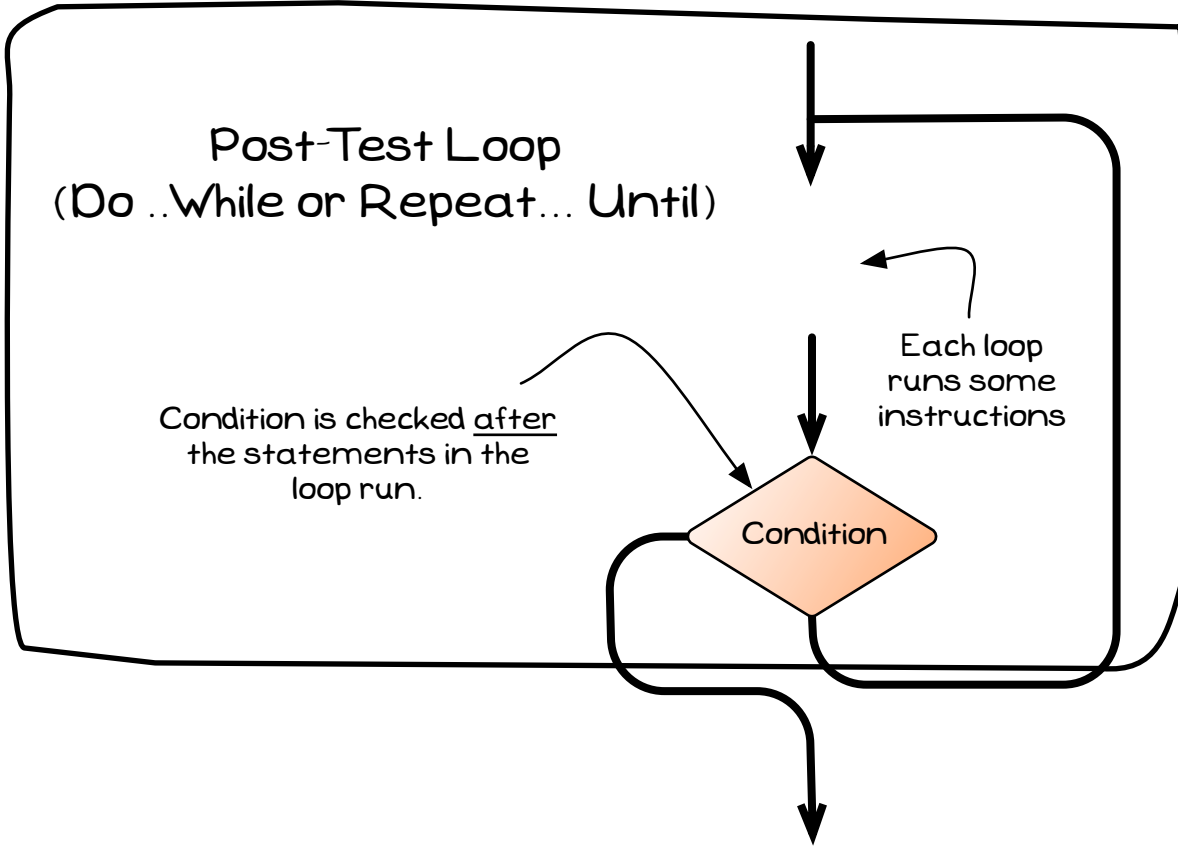 Post-Test Loop
(Do ..While or Repeat... Until)
Each loop
runs some
instructions
Condition is checked after
the statements in the
loop run.
Condition